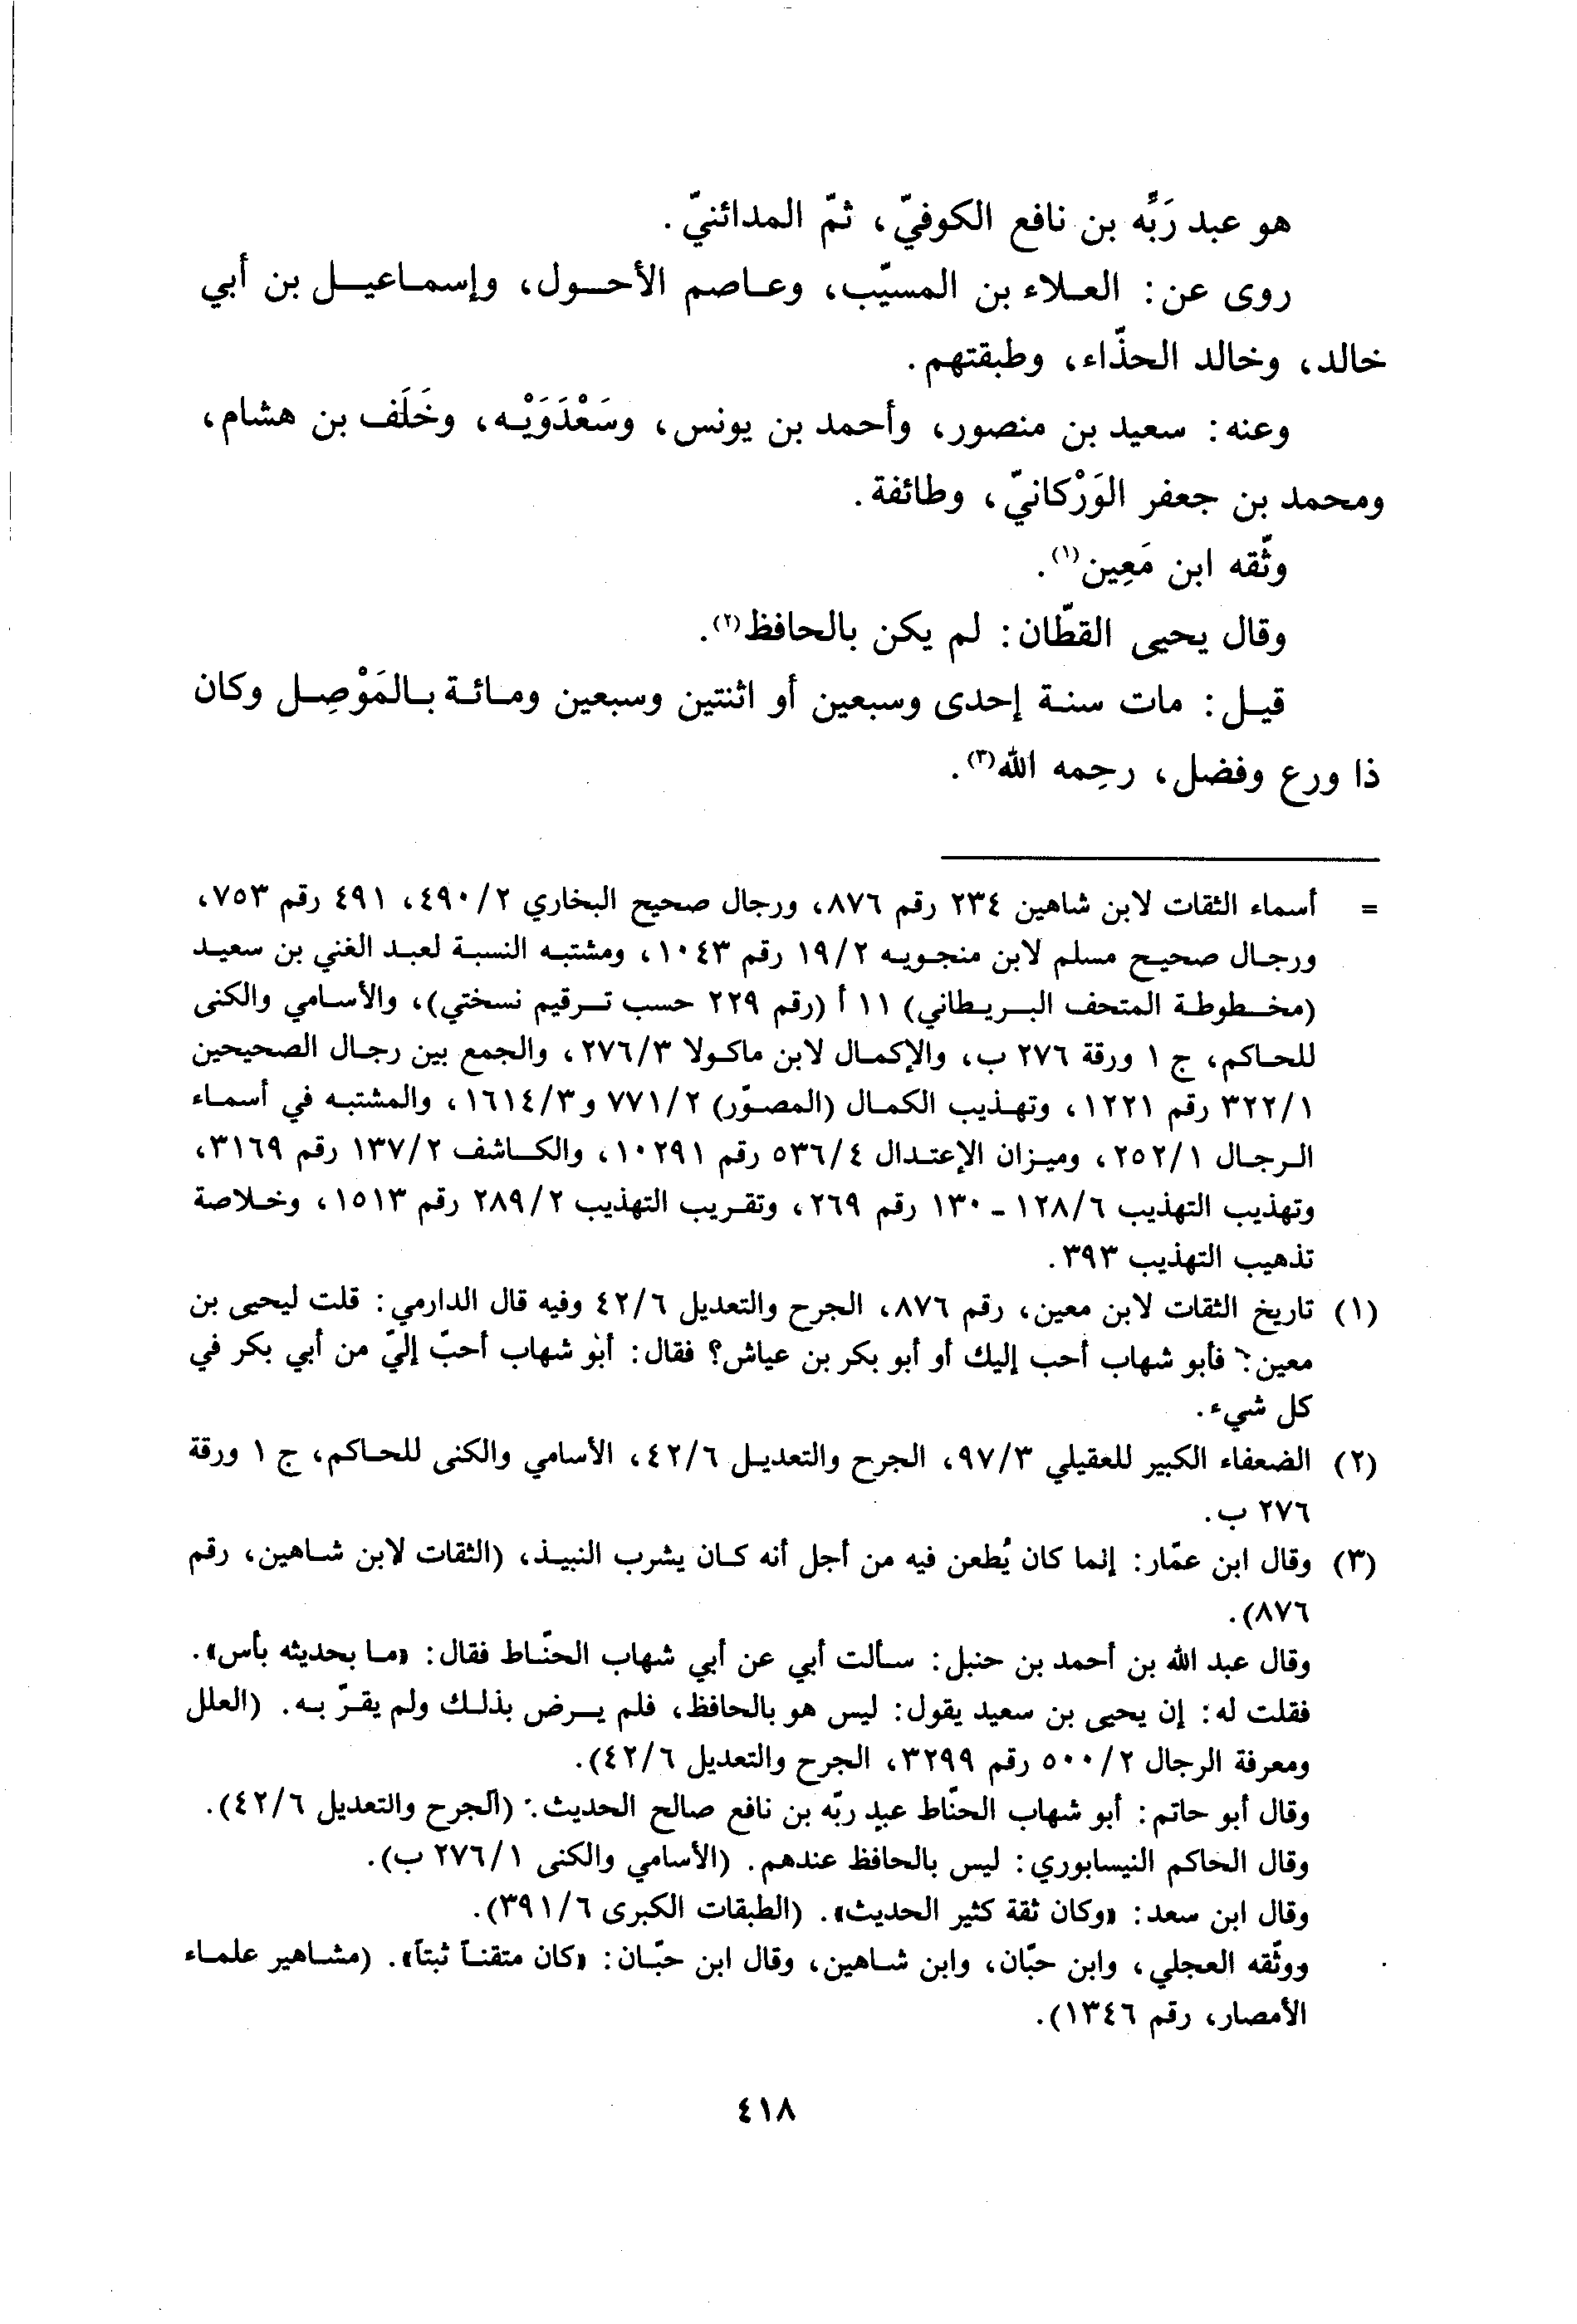 هو عبد رَبِّه بن نافع الكوفيّ، ثمّ المدائنيّ.
روى عن: العلاء بن المسيّب، وعاصم الأحول، وإسماعيل بن أبي
خالد، وخالد الحذّاء، وطبقتهم.
وعنه: سعيد بن منصور، وأحمد بن يونس، وسَعْدَوَيْه، وخَلَف بن هشام،
ومحمد بن جعفر الوَرْكانيّ، وطائفة.
وثّقه ابن مَعِين(١).
وقال يحيى القطّان: لم يكن بالحافظ(٢).
قيل: مات سنة إحدى وسبعين أو اثنتين وسبعين ومائة بالمَوْصِل وكان
ذا ورع وفضل، رحِمه الله(٣).
= أسماء الثقات لابن شاهين ٢٣٤ رقم ٨٧٦، ورجال صحيح البخاري ٢/٤٩٠، ٤٩١ رقم ٧٥٣،
ورجال صحيح مسلم لابن منجويه ٢/١٩ رقم ١٠٤٣، ومشتبه النسبة لعبد الغني بن سعيد
(مخطوطة المتحف البريطاني) ١١ أ (رقم ٢٢٩ حسب ترقيم نسختي)، والأسامي والكنى
للحاكم، ج ١ ورقة ٢٧٦ ب، والإكمال لابن ماكولا ٣/٢٧٦، والجمع بين رجال الصحيحين
١/٣٢٢ رقم ١٢٢١، وتهذيب الكمال (المصوّر) ٢/٧٧١ و٣/١٦١٤، والمشتبه في أسماء
الرجال ١/٢٥٢، وميزان الإعتدال ٤/٥٣٦ رقم ١٠٢٩١، والكاشف ٢/١٣٧ رقم ٣١٦٩،
وتهذيب التهذيب ٦/١٢٨ - ١٣٠ رقم ٢٦٩، وتقريب التهذيب ٢/٢٨٩ رقم ١٥١٣، وخلاصة
تذهيب التهذيب ٣٩٣.
(١) تاريخ الثقات لابن معين، رقم ٨٧٦، الجرح والتعديل ٦/٤٢ وفيه قال الدارمي: قلت ليحيى بن
معين: فأبو شهاب أحب إليك أو أبو بكر بن عياش؟ فقال: أبو شهاب أحبّ إليّ من أبي بكر في
كل شيء.
(٢) الضعفاء الكبير للعقيلي ٣/٩٧، الجرح والتعديل ٦/٤٢، الأسامي والكنى للحاكم، ج ١ ورقة
٢٧٦ ب.
(٣) وقال ابن عمّار: إنما كان يُطعن فيه من أجل أنه كان يشرب النبيذ، (الثقات لابن شاهين، رقم
٨٧٦).
وقال عبد الله بن أحمد بن حنبل: سألت أبي عن أبي شهاب الحنّاط فقال: «ما بحديثه بأس».
فقلت له: إن يحيى بن سعيد يقول: ليس هو بالحافظ، فلم يرض بذلك ولم يقرّ به. (العلل
ومعرفة الرجال ٢/٥٠٠ رقم ٣٢٩٩، الجرح والتعديل ٦/٤٢).
وقال أبو حاتم: أبو شهاب الحنّاط عبد ربّه بن نافع صالح الحديث. (الجرح والتعديل ٦/٤٢).
وقال الحاكم النيسابوري: ليس بالحافظ عندهم. (الأسامي والكنى ١/٢٧٦ ب).
وقال ابن سعد: «وكان ثقة كثير الحديث». (الطبقات الكبرى ٦/٣٩١).
ووثّقه العجلي، وابن حبّان، وابن شاهين، وقال ابن حبّان: «كان متقناً ثبتاً». (مشاهير علماء
الأمصار، رقم ١٣٤٦).
٤١٨